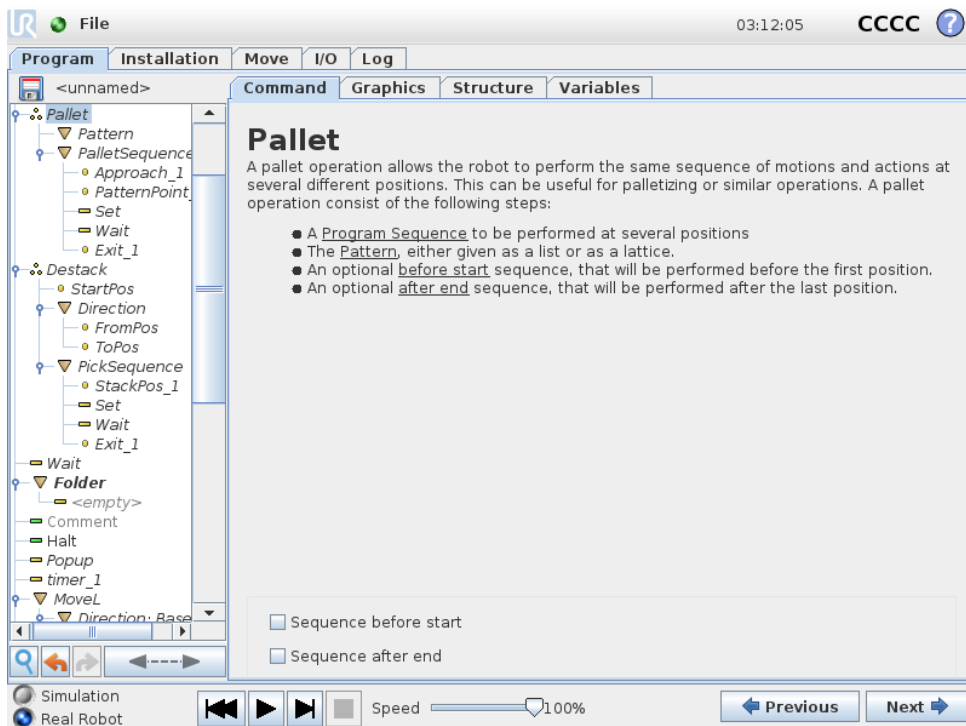 UR File 03:12:05 CCCC ?
Program Installation Move I/O Log
<unnamed> Command Graphics Structure Variables
Pallet
Pattern
PalletSequence
Approach_1
PatternPoint_
Set
Wait
Exit_1
Destack
StartPos
Direction
FromPos
ToPos
PickSequence
StackPos_1
Set
Wait
Exit_1
Wait
Folder
<empty>
Comment
Halt
Popup
timer_1
MoveL
Direction: Base
Pallet
A pallet operation allows the robot to perform the same sequence of motions and actions at
several different positions. This can be useful for palletizing or similar operations. A pallet
operation consist of the following steps:
A Program Sequence to be performed at several positions
The Pattern, either given as a list or as a lattice.
An optional before start sequence, that will be performed before the first position.
An optional after end sequence, that will be performed after the last position.
Sequence before start
Sequence after end
Simulation
Real Robot
Speed 100% Previous Next